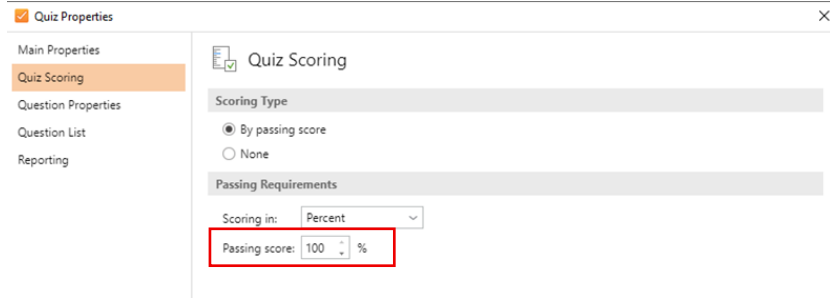 Quiz Properties
Main Properties
Quiz Scoring
Question Properties
Question List
Reporting
Quiz Scoring
Scoring Type
By passing score
None
Passing Requirements
Scoring in: Percent
Passing score: 100 %